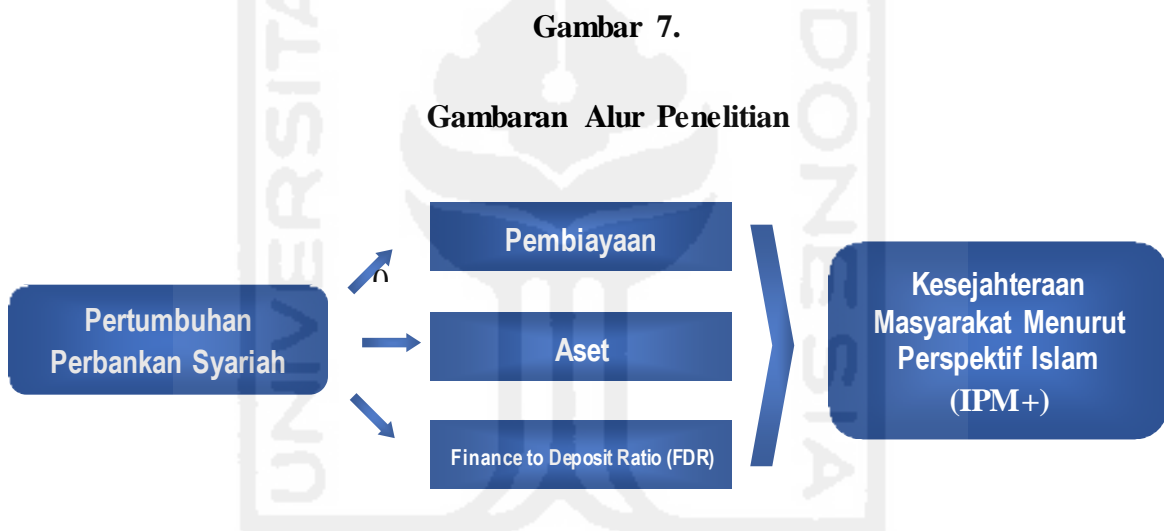 Gambar 7.
Gambaran Alur Penelitian
Pertumbuhan
Perbankan Syariah
Pembiayaan
Aset
Finance to Deposit Ratio (FDR)
Kesejahteraan
Masyarakat Menurut
Perspektif Islam
(IPM+)